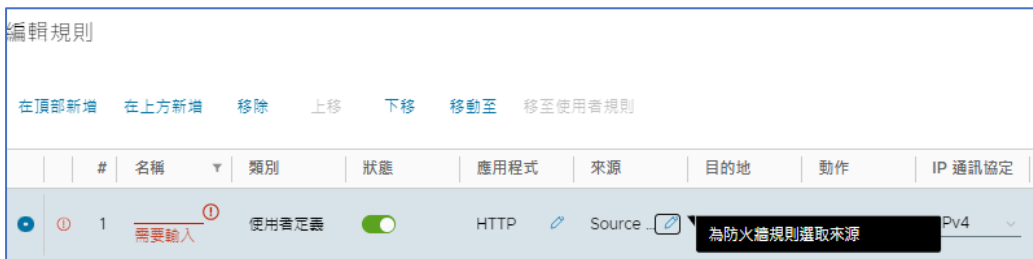 編輯規則
在頂部新增 在上方新增 移除 上移 下移 移動至 移至使用者規則
# 名稱 類別 狀態 應用程式 來源 目的地 動作 IP 通訊協定
1 需要輸入 使用者定義 HTTP Source ... 為防火牆規則選取來源 Pv4